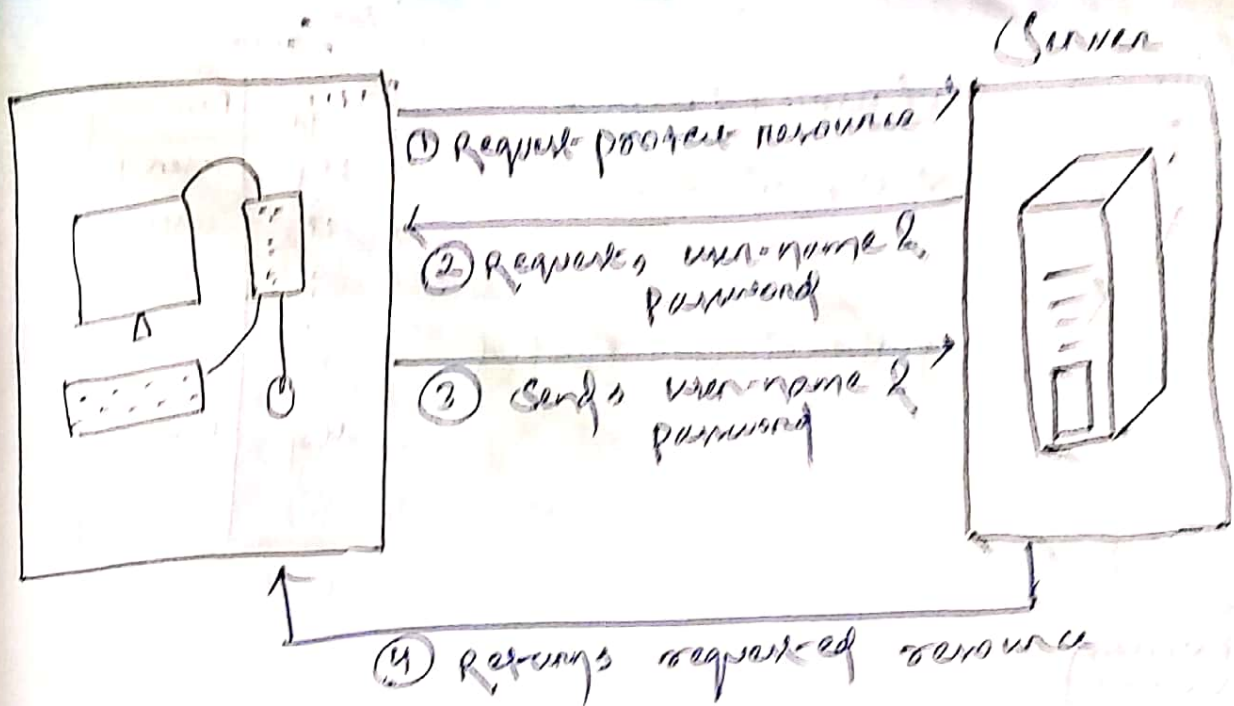 Server
① Request protect resource
② Requests user-name &
password
③ Sends user-name &
password
④ Returns requested resource